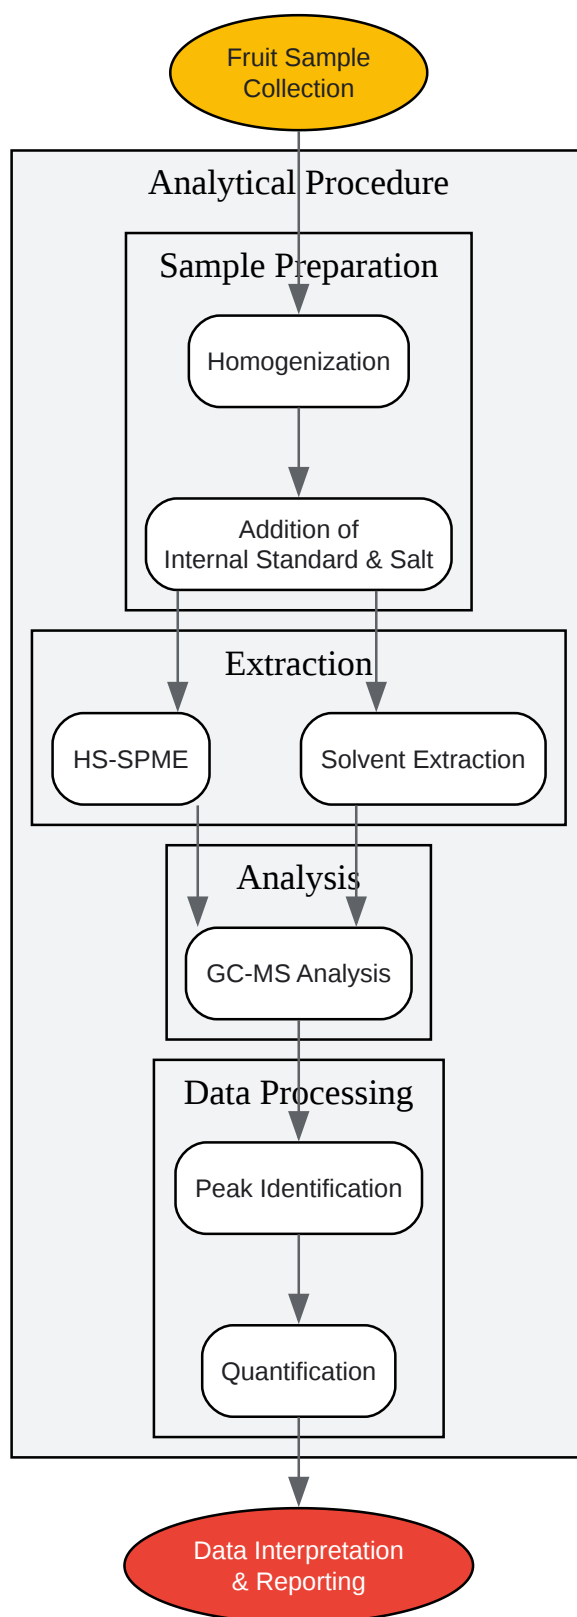 Fruit Sample
Collection
Analytical Procedure
Sample Preparation
Homogenization
Addition of
Internal Standard & Salt
Extraction
HS-SPME
Solvent Extraction
Analysis
GC-MS Analysis
Data Processing
Peak Identification
Quantification
Data Interpretation
& Reporting